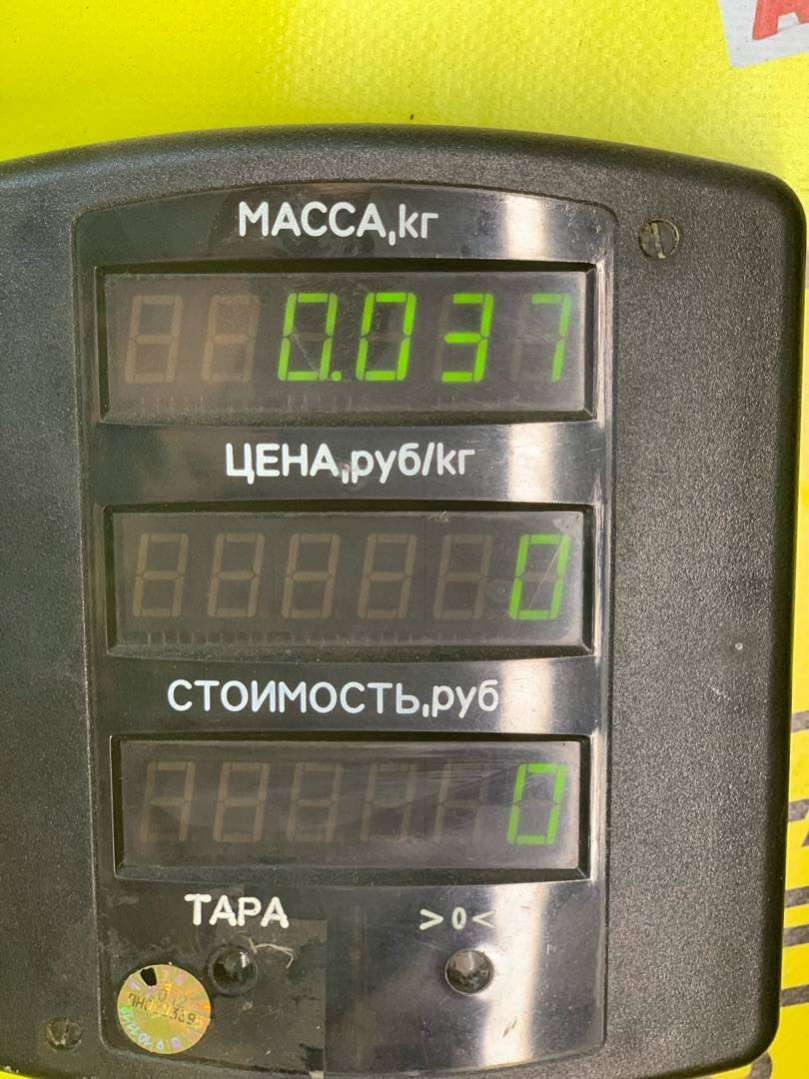 МАССА,кг
0.037
ЦЕНА,руб/кг
0
СТОИМОСТЬ,руб
0
ТАРА >0<